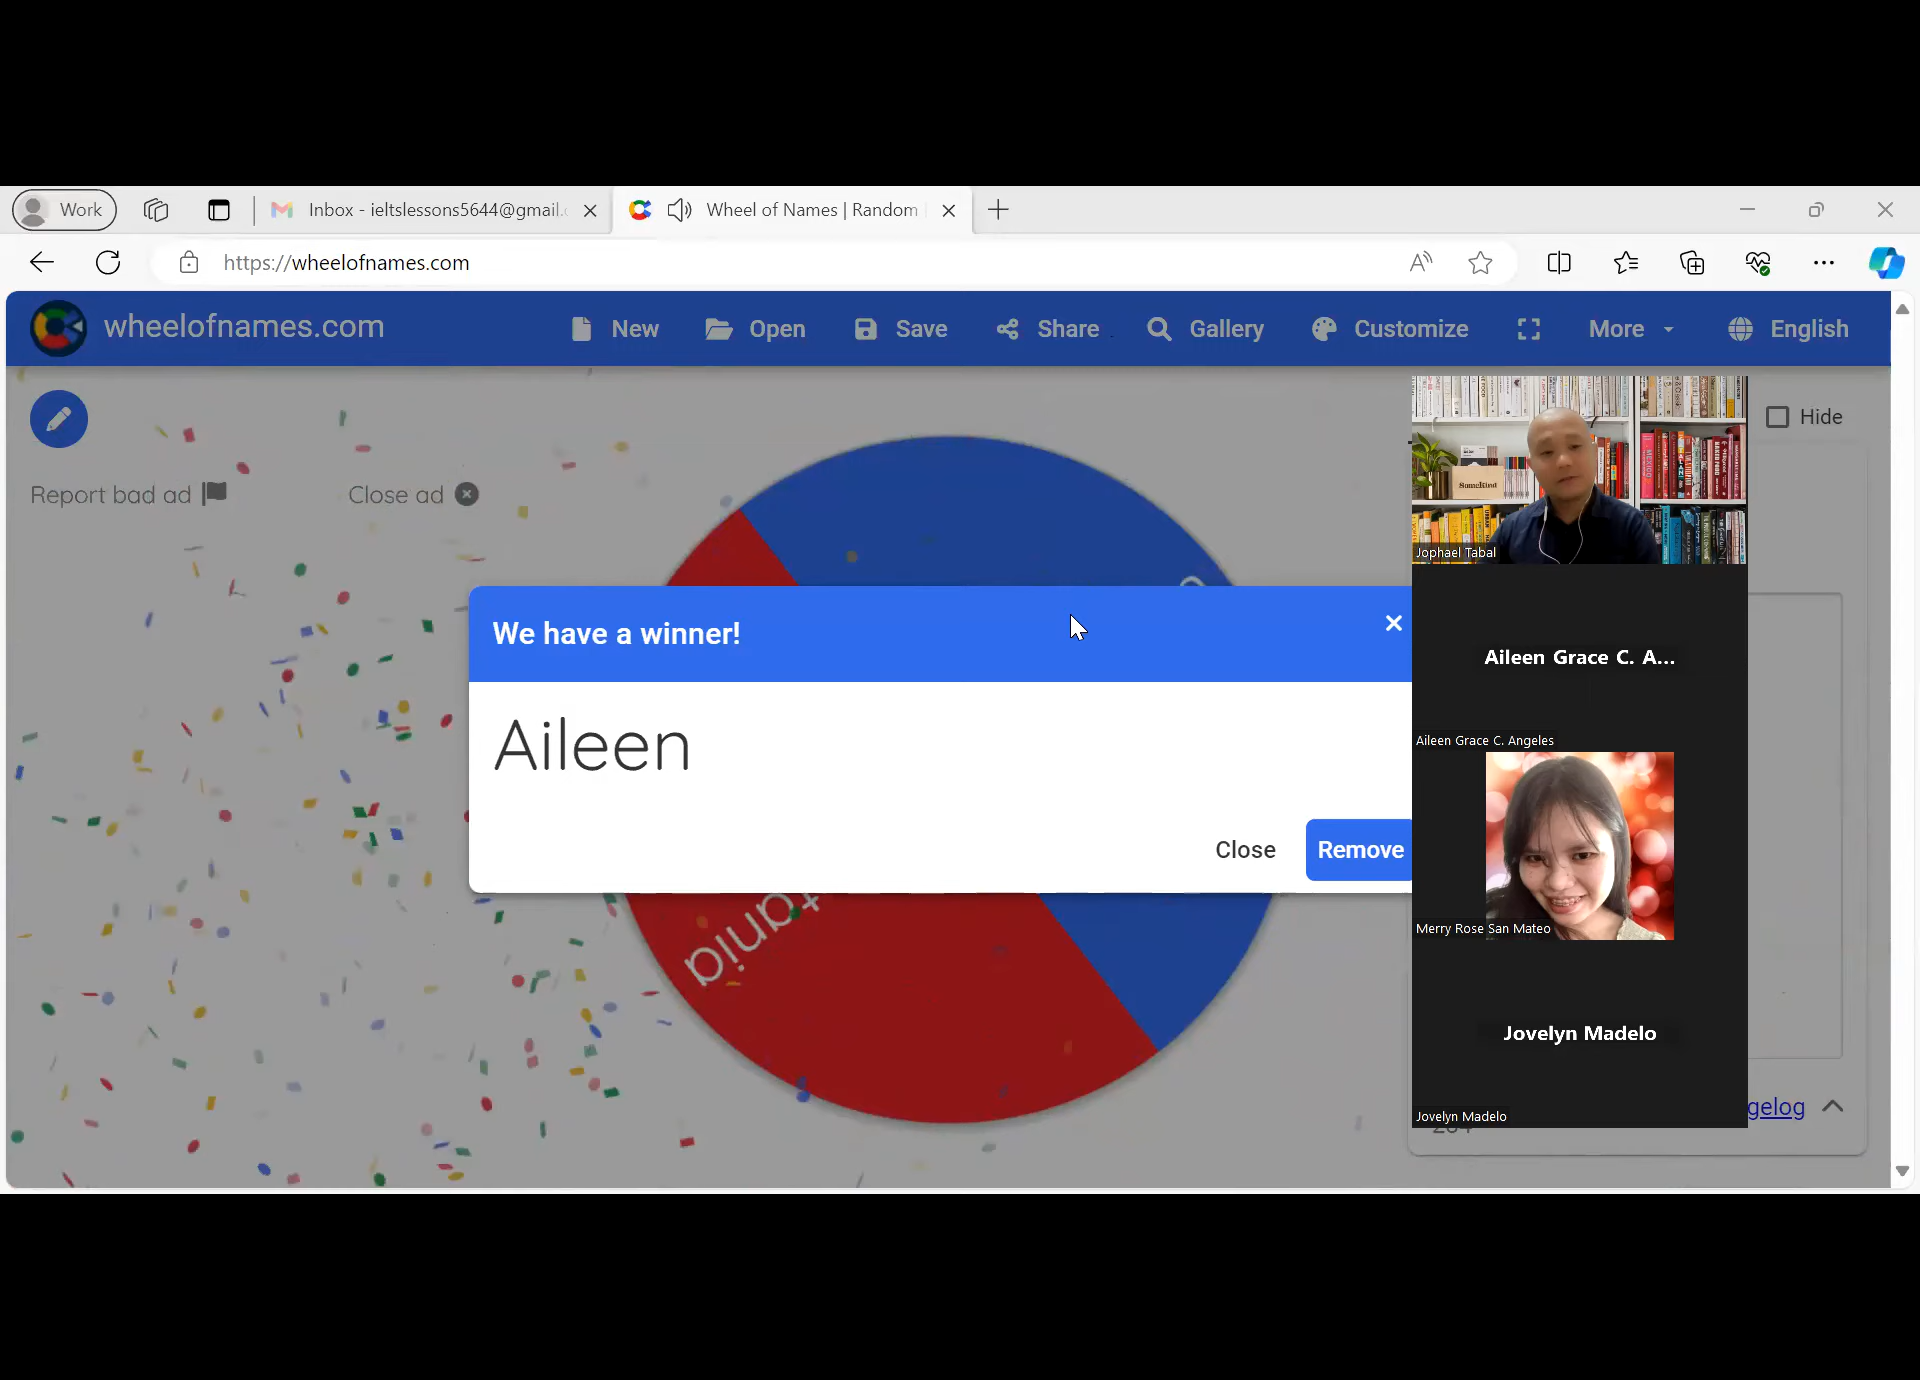 Work
Inbox - ieltslessons5644@gmail.
Wheel of Names | Random
https://wheelofnames.com
wheelofnames.com
New
Open
Save
Share
Gallery
Customize
More
English
Report bad ad
Close ad
Hide
SomeKind
Jophael Tabal
We have a winner!
Aileen
Close
Remove
Aileen Grace C. A...
Aileen Grace C. Angeles
Merry Rose San Mateo
Jovelyn Madelo
Jovelyn Madelo
tania
gelog